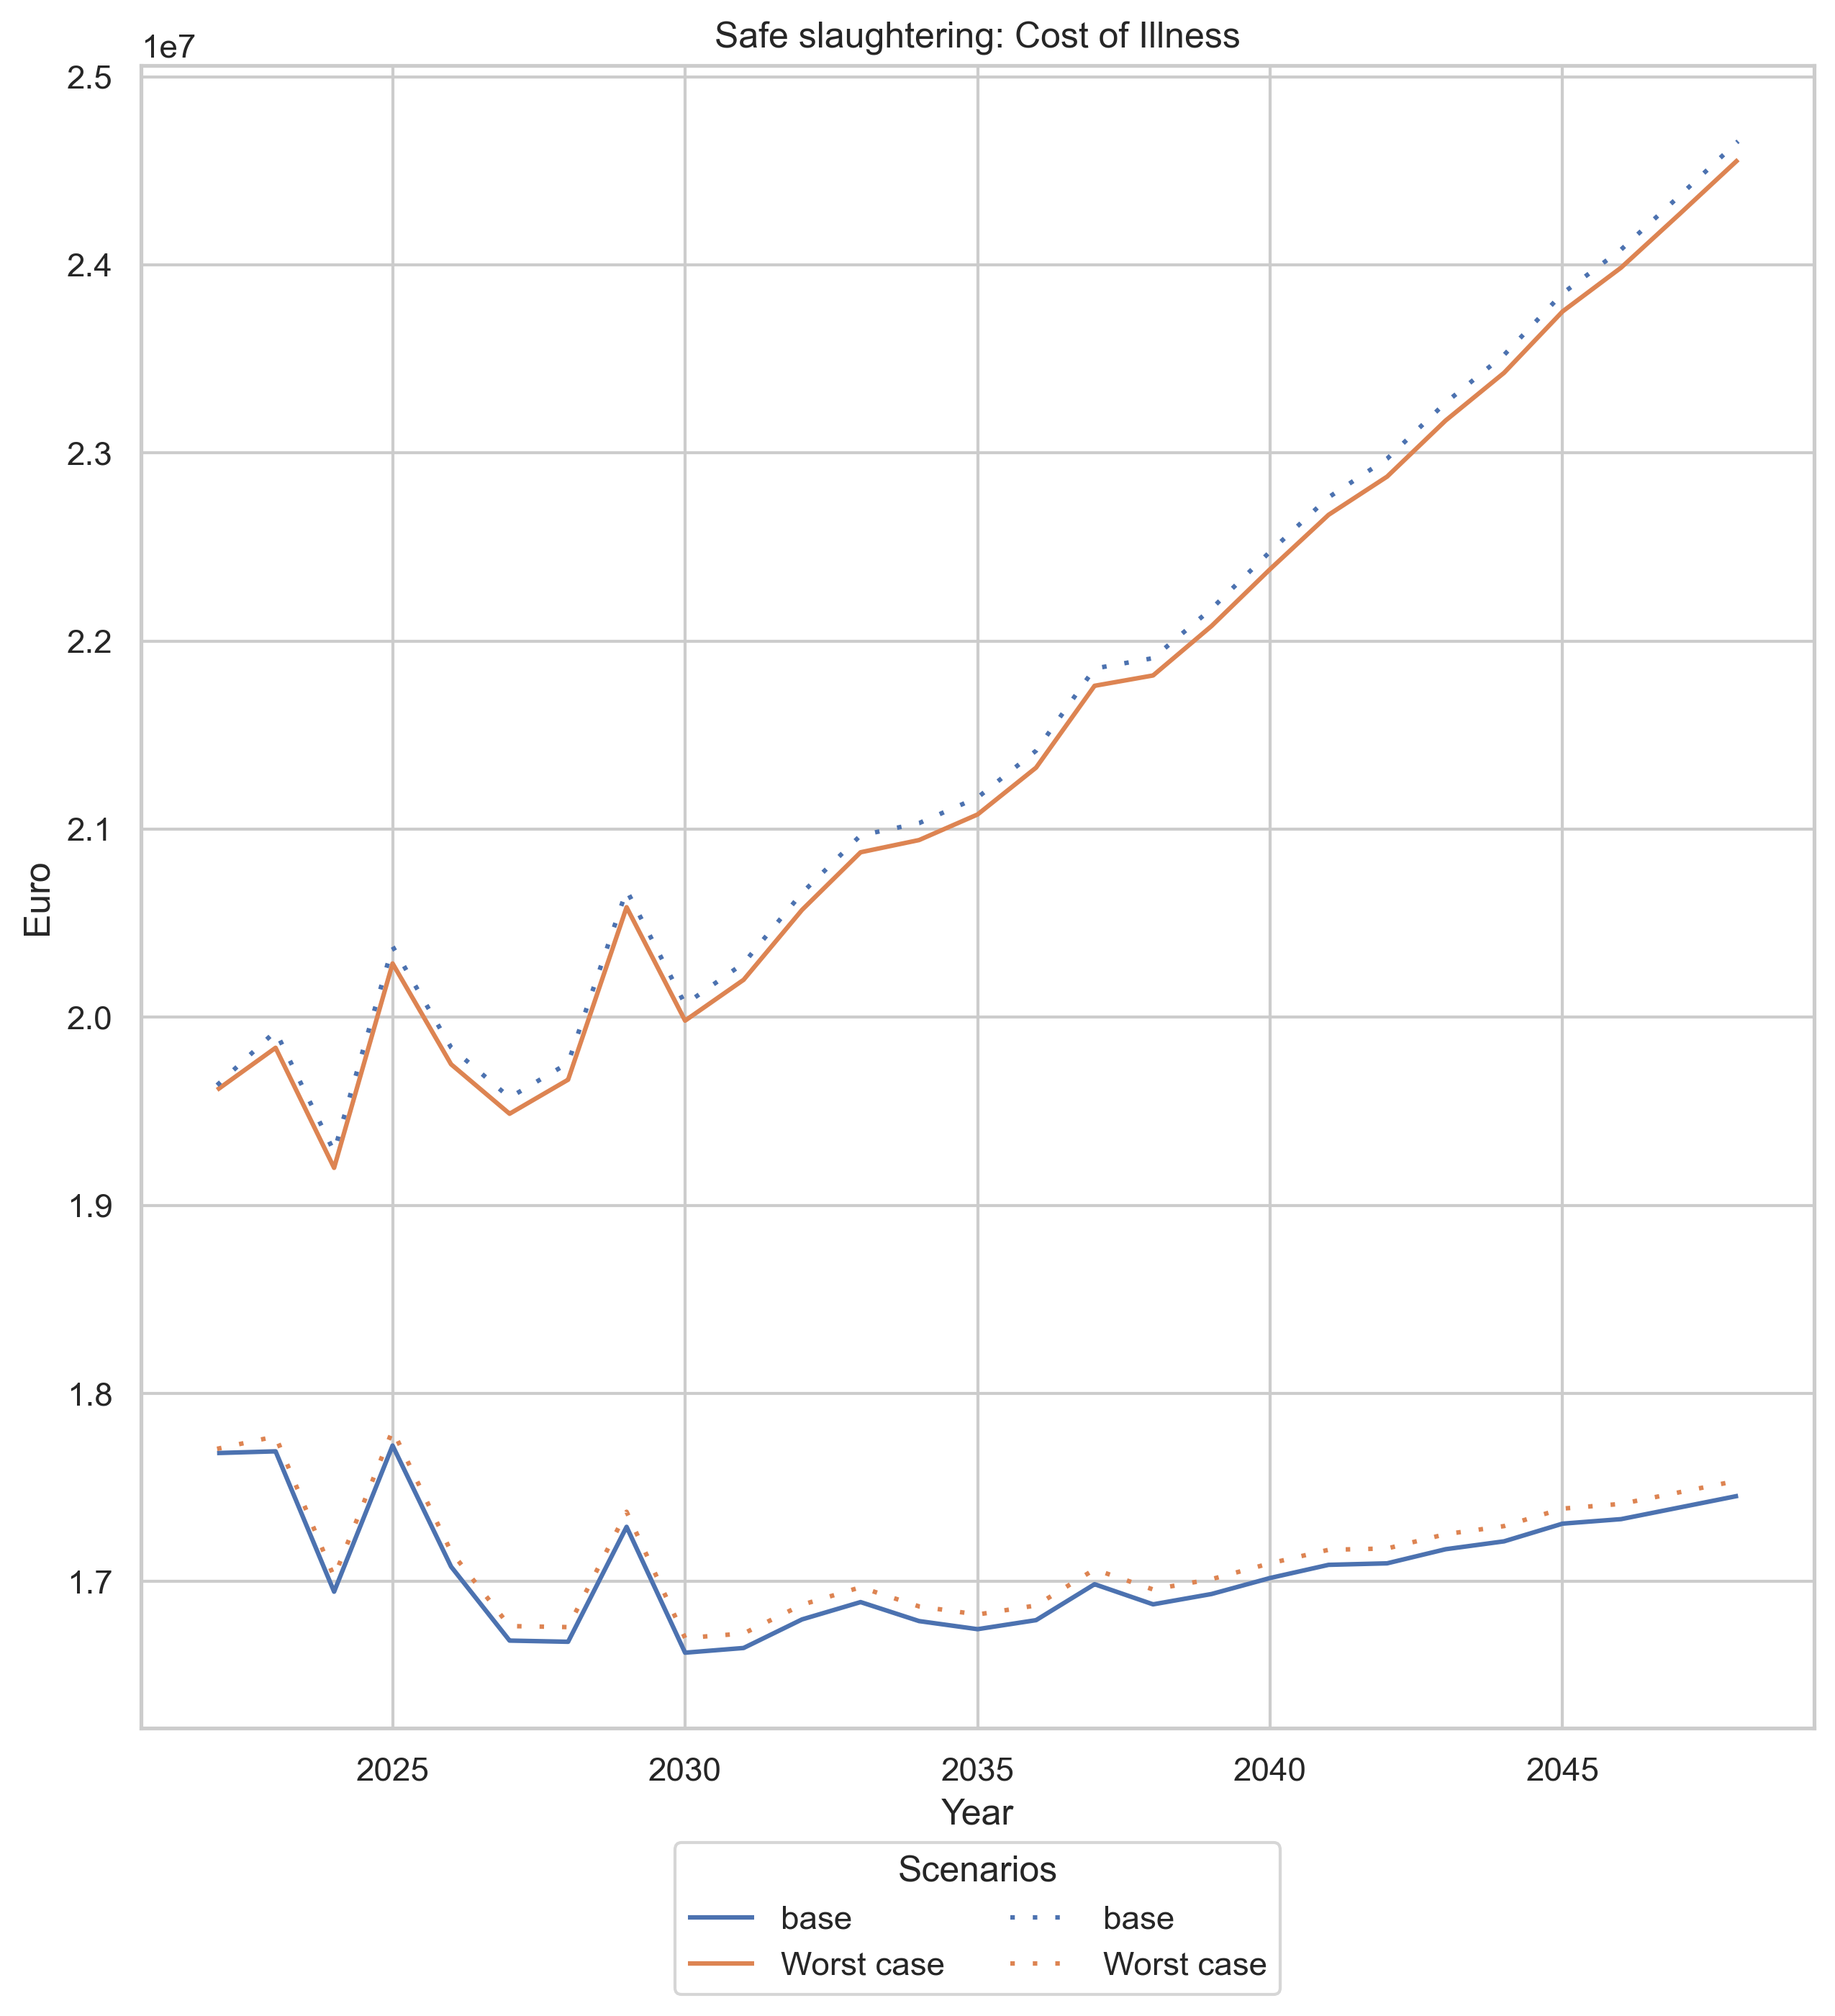 Safe slaughtering: Cost of Illness
1e7
2.5
2.4
2.3
2.2
2.1
2.0
1.9
1.8
1.7
Euro
2025 2030 2035 2040 2045
Year
Scenarios
base base
Worst case Worst case